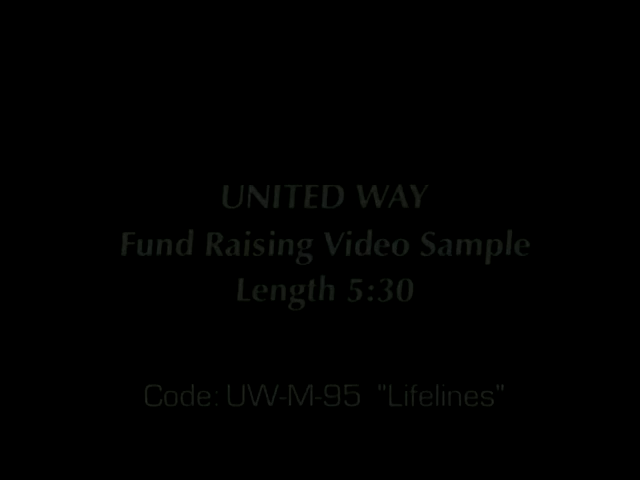 UNITED WAY
Fund Raising Video Sample
Length 5:30
Code: UW-M-95 "Lifelines"